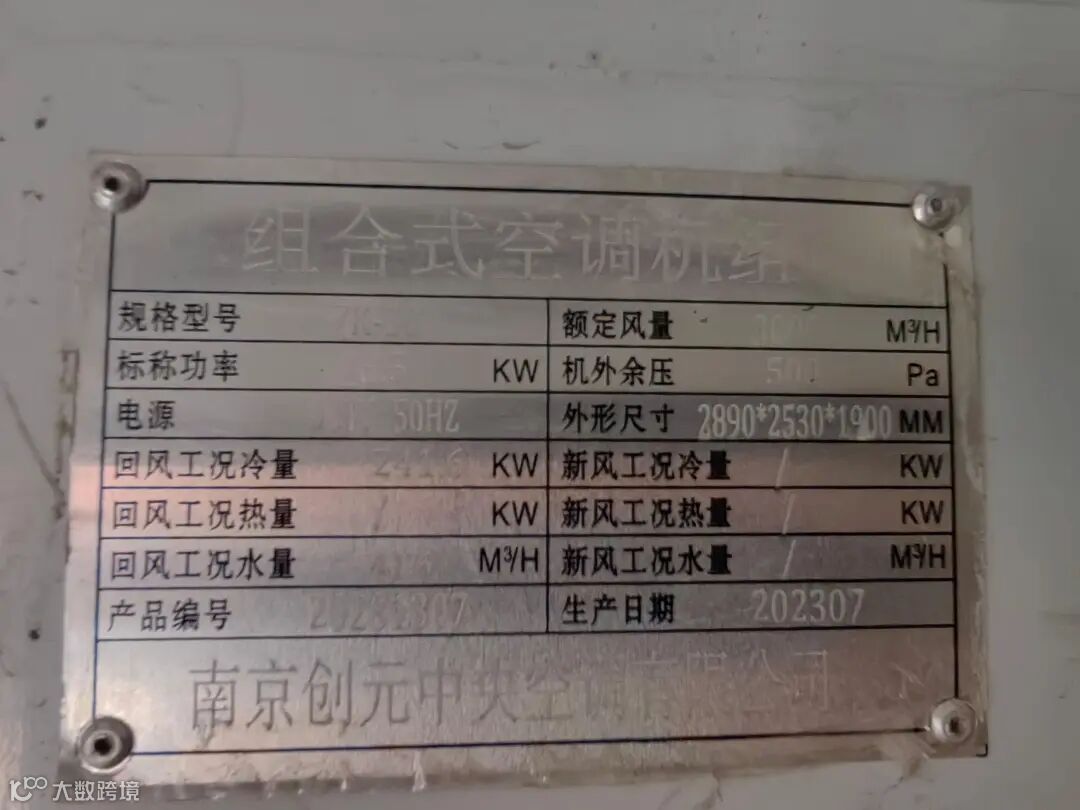 组合式空调机组
规格型号 额定风量 M³/H
标称功率 KW 机外余压 Pa
电源 50HZ 外形尺寸 2890*2530*1900 MM
回风工况冷量 KW 新风工况冷量 / KW
回风工况热量 / KW 新风工况热量 / KW
回风工况水量 M³/H 新风工况水量 / M³/H
产品编号 生产日期 202307
南京创元中央空调有限公司
大数跨境